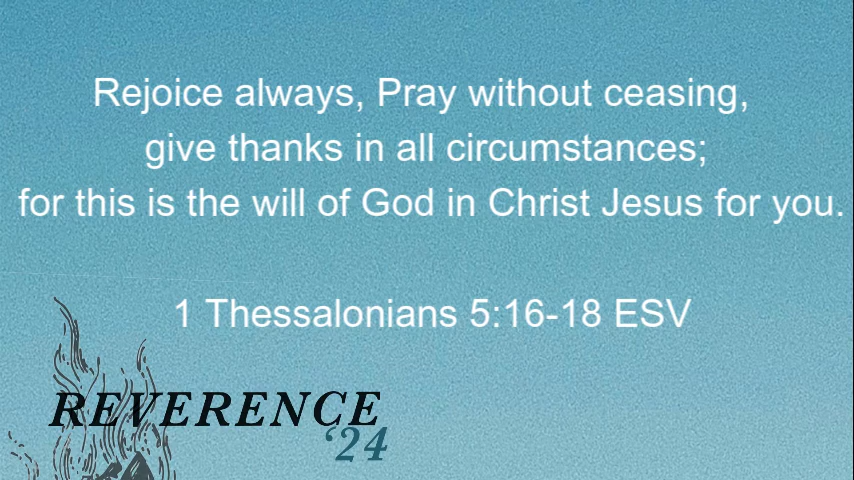 Rejoice always, Pray without ceasing,
give thanks in all circumstances;
for this is the will of God in Christ Jesus for you.
1 Thessalonians 5:16-18 ESV
REVERENCE
‘24